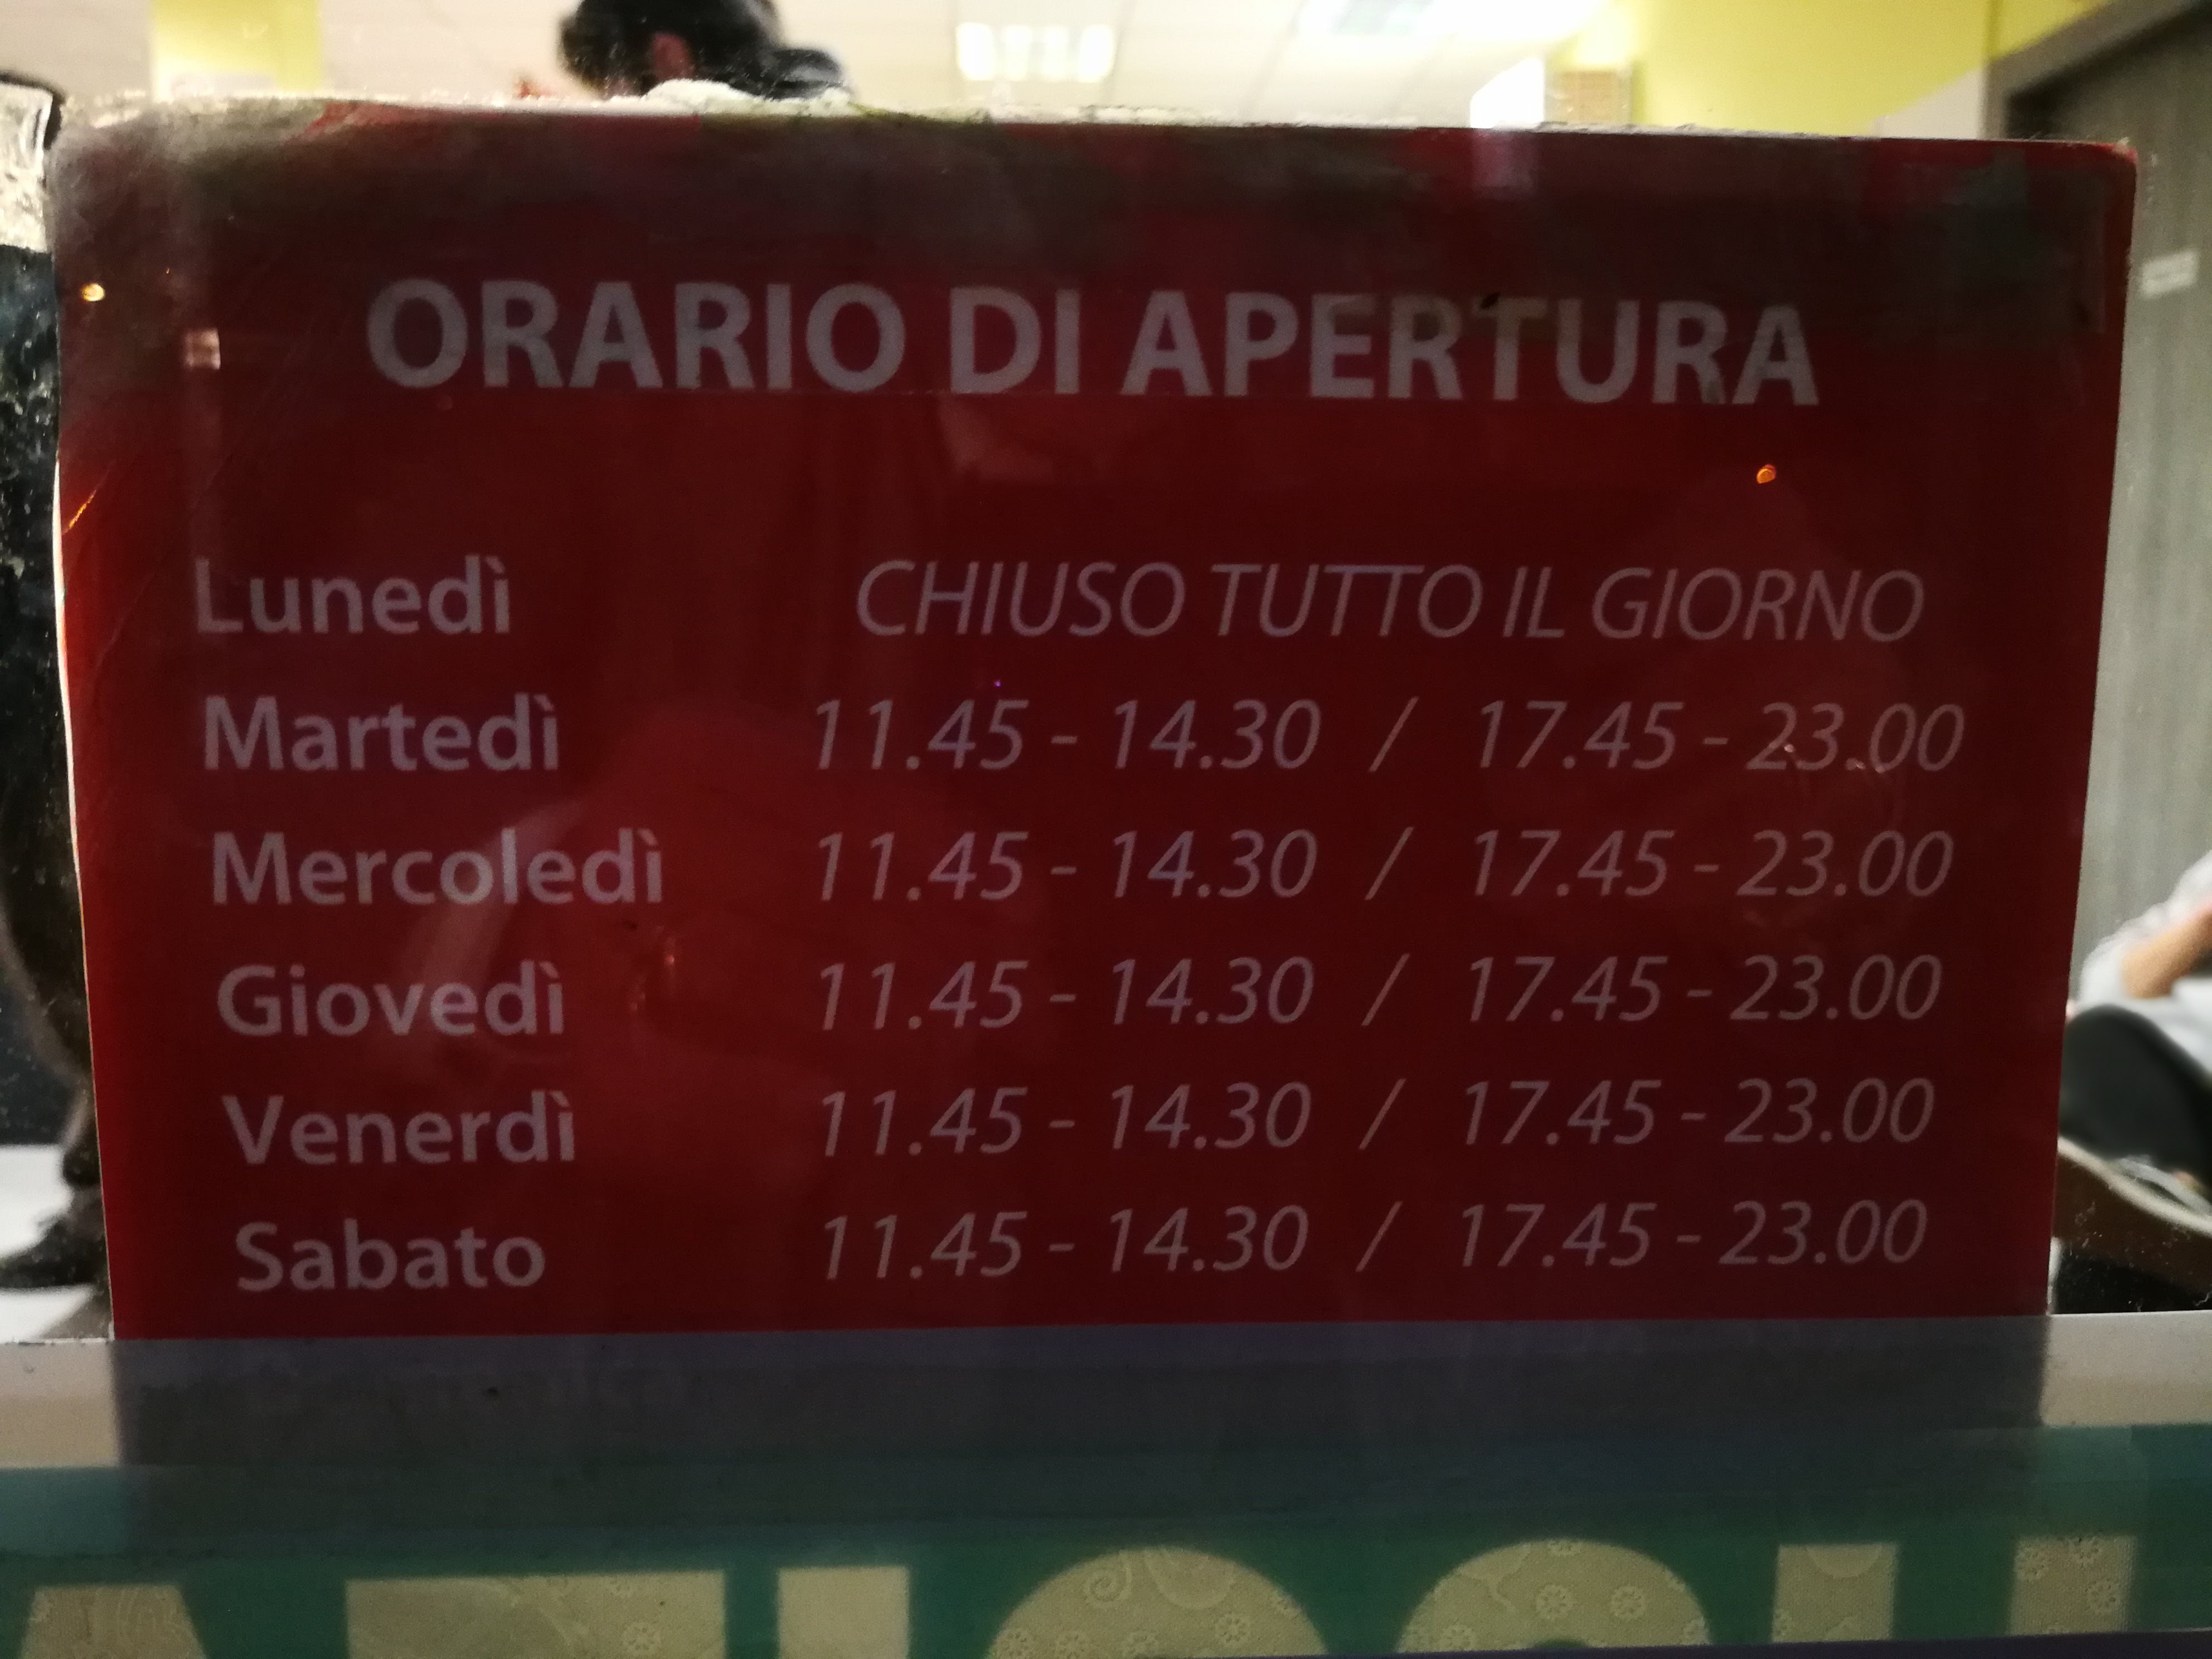 ORARIO DI APERTURA
Lunedì CHIUSO TUTTO IL GIORNO
Martedì 11.45 - 14.30 / 17.45 - 23.00
Mercoledì 11.45 - 14.30 / 17.45 - 23.00
Giovedì 11.45 - 14.30 / 17.45 - 23.00
Venerdì 11.45 - 14.30 / 17.45 - 23.00
Sabato 11.45 - 14.30 / 17.45 - 23.00